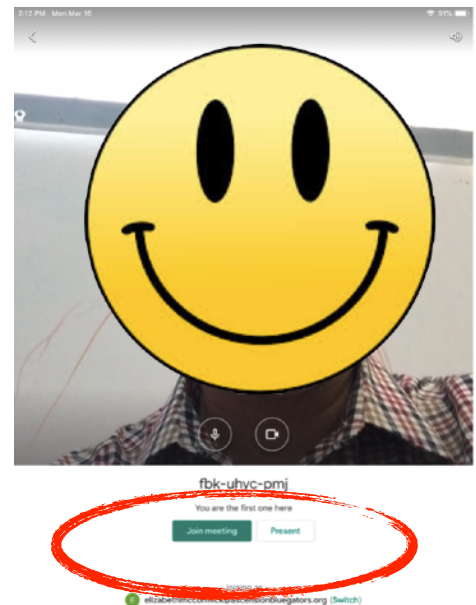 2:13 PM Mon Mar 16
91%
fbk-uhyc-pmj
You are the first one here
Join meeting Present
Joining as
(Switch)